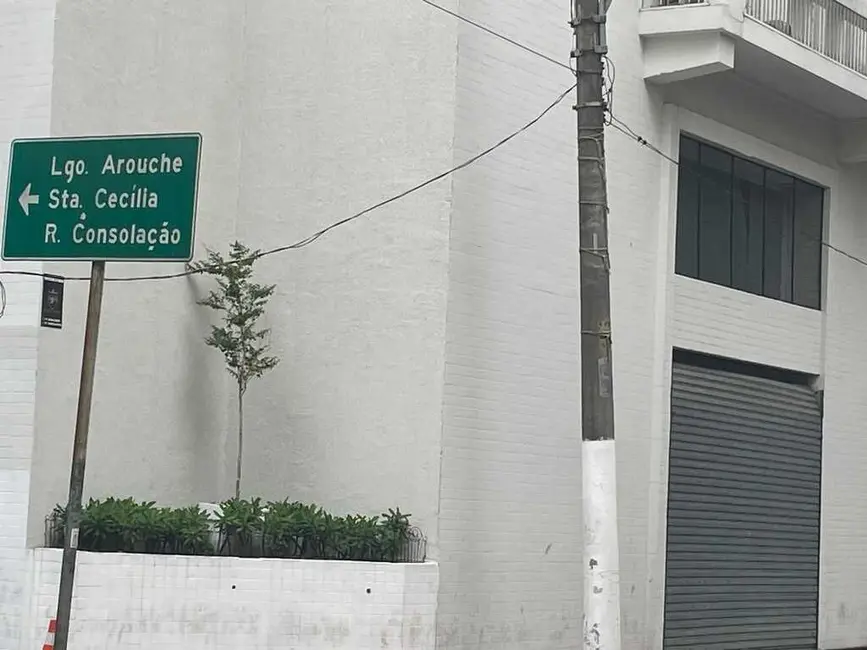 Lgo. Arouche
Sta. Cecília
R. Consolação